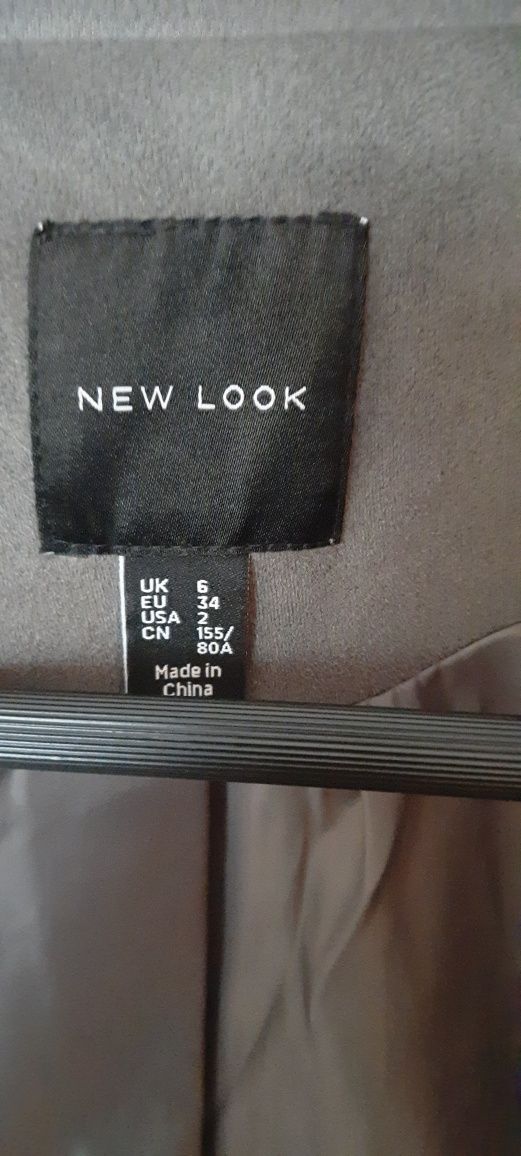 NEW LOOK
UK 6
EU 34
USA 2
CN 155/
80A
Made in
China